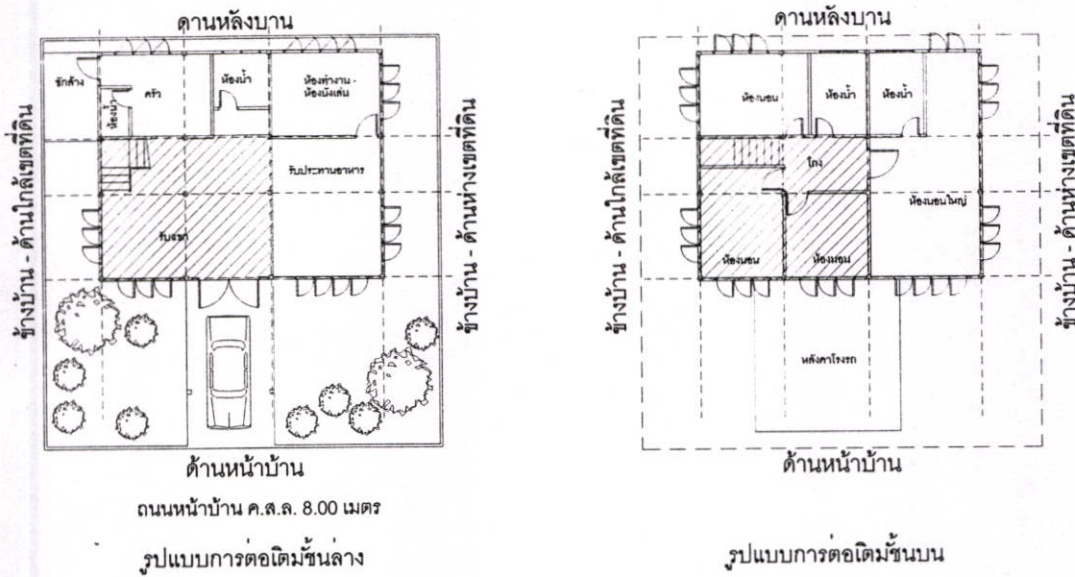 ด้านหลังบ้าน
ซักล้าง
ครัว
ห้องน้ำ
ห้องน้ำ
ห้องทำงาน -
ห้องนั่งเล่น
รับประทานอาหาร
รับแขก
ข้างบ้าน - ด้านใกล้เขตที่ดิน
ข้างบ้าน - ด้านห่างเขตที่ดิน
ด้านหน้าบ้าน
ถนนหน้าบ้าน ค.ส.ล. 8.00 เมตร
รูปแบบการต่อเติมชั้นล่าง
ด้านหลังบ้าน
ห้องนอน
ห้องน้ำ
ห้องน้ำ
โถง
ห้องนอนใหญ่
ห้องนอน
ห้องนอน
หลังคาโรงรถ
ข้างบ้าน - ด้านใกล้เขตที่ดิน
ข้างบ้าน - ด้านห่างเขตที่ดิน
ด้านหน้าบ้าน
รูปแบบการต่อเติมชั้นบน